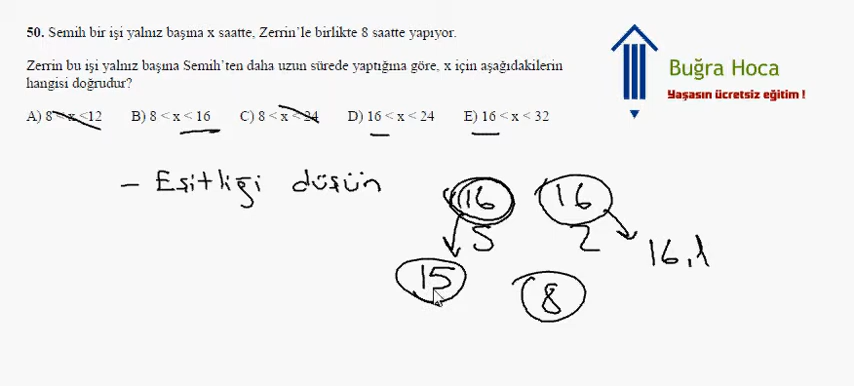 50. Semih bir işi yalnız başına x saatte, Zerrin'le birlikte 8 saatte yapıyor.
Zerrin bu işi yalnız başına Semih'ten daha uzun sürede yaptığına göre, x için aşağıdakilerin
hangisi doğrudur?
A) 8 < x < 12 B) 8 < x < 16 C) 8 < x < 24 D) 16 < x < 24 E) 16 < x < 32
Buğra Hoca
Yaşasın ücretsiz eğitim !
- Eşitliği düşün
16 16
S Z
15 8 16,1